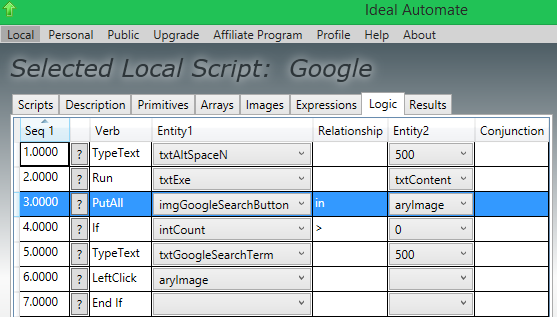 Ideal Automate
Local Personal Public Upgrade Affiliate Program Profile Help About
Selected Local Script: Google
Scripts Description Primitives Arrays Images Expressions Logic Results
Seq 1 Verb Entity1 Relationship Entity2 Conjunction
1.0000 ? TypeText txtAltSpaceN 500
2.0000 ? Run txtExe txtContent
3.0000 ? PutAll imgGoogleSearchButton in aryImage
4.0000 ? If intCount > 0
5.0000 ? TypeText txtGoogleSearchTerm 500
6.0000 ? LeftClick aryImage
7.0000 ? End If